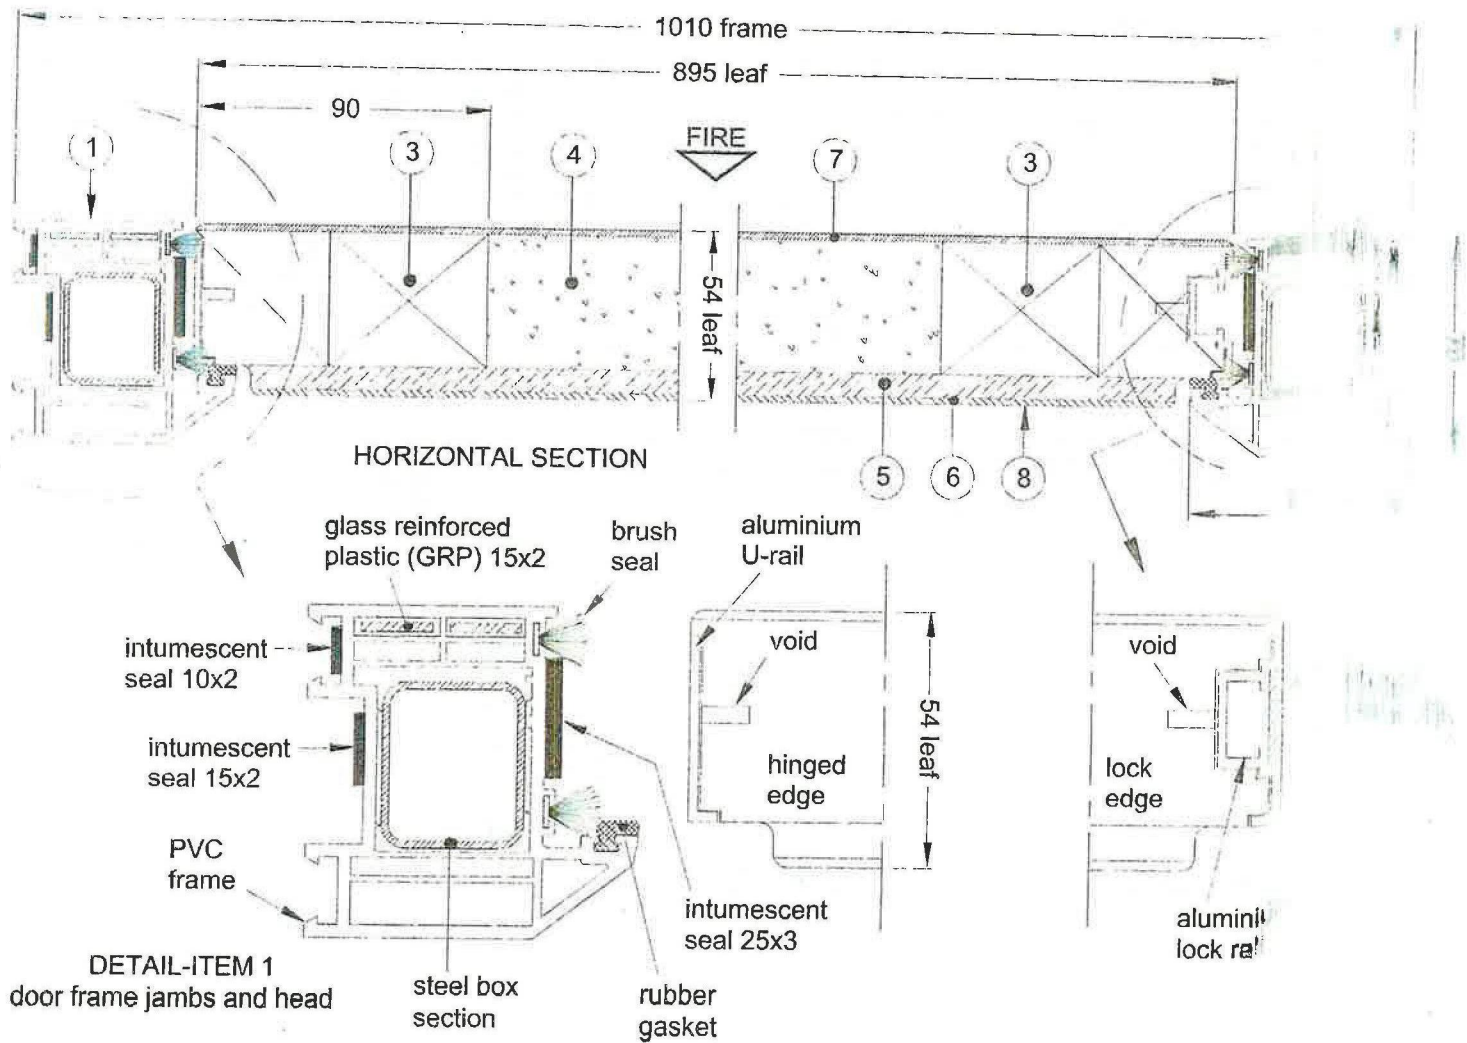 1010 frame
895 leaf
90
FIRE
1
3
4
7
3
54 leaf
HORIZONTAL SECTION
5
6
8
glass reinforced
plastic (GRP) 15x2
brush
seal
aluminium
U-rail
intumescent
seal 10x2
void
void
intumescent
seal 15x2
54 leaf
hinged
edge
lock
edge
PVC
frame
intumescent
seal 25x3
lock
DETAIL-ITEM 1
door frame jambs and head
steel box
section
rubber
gasket